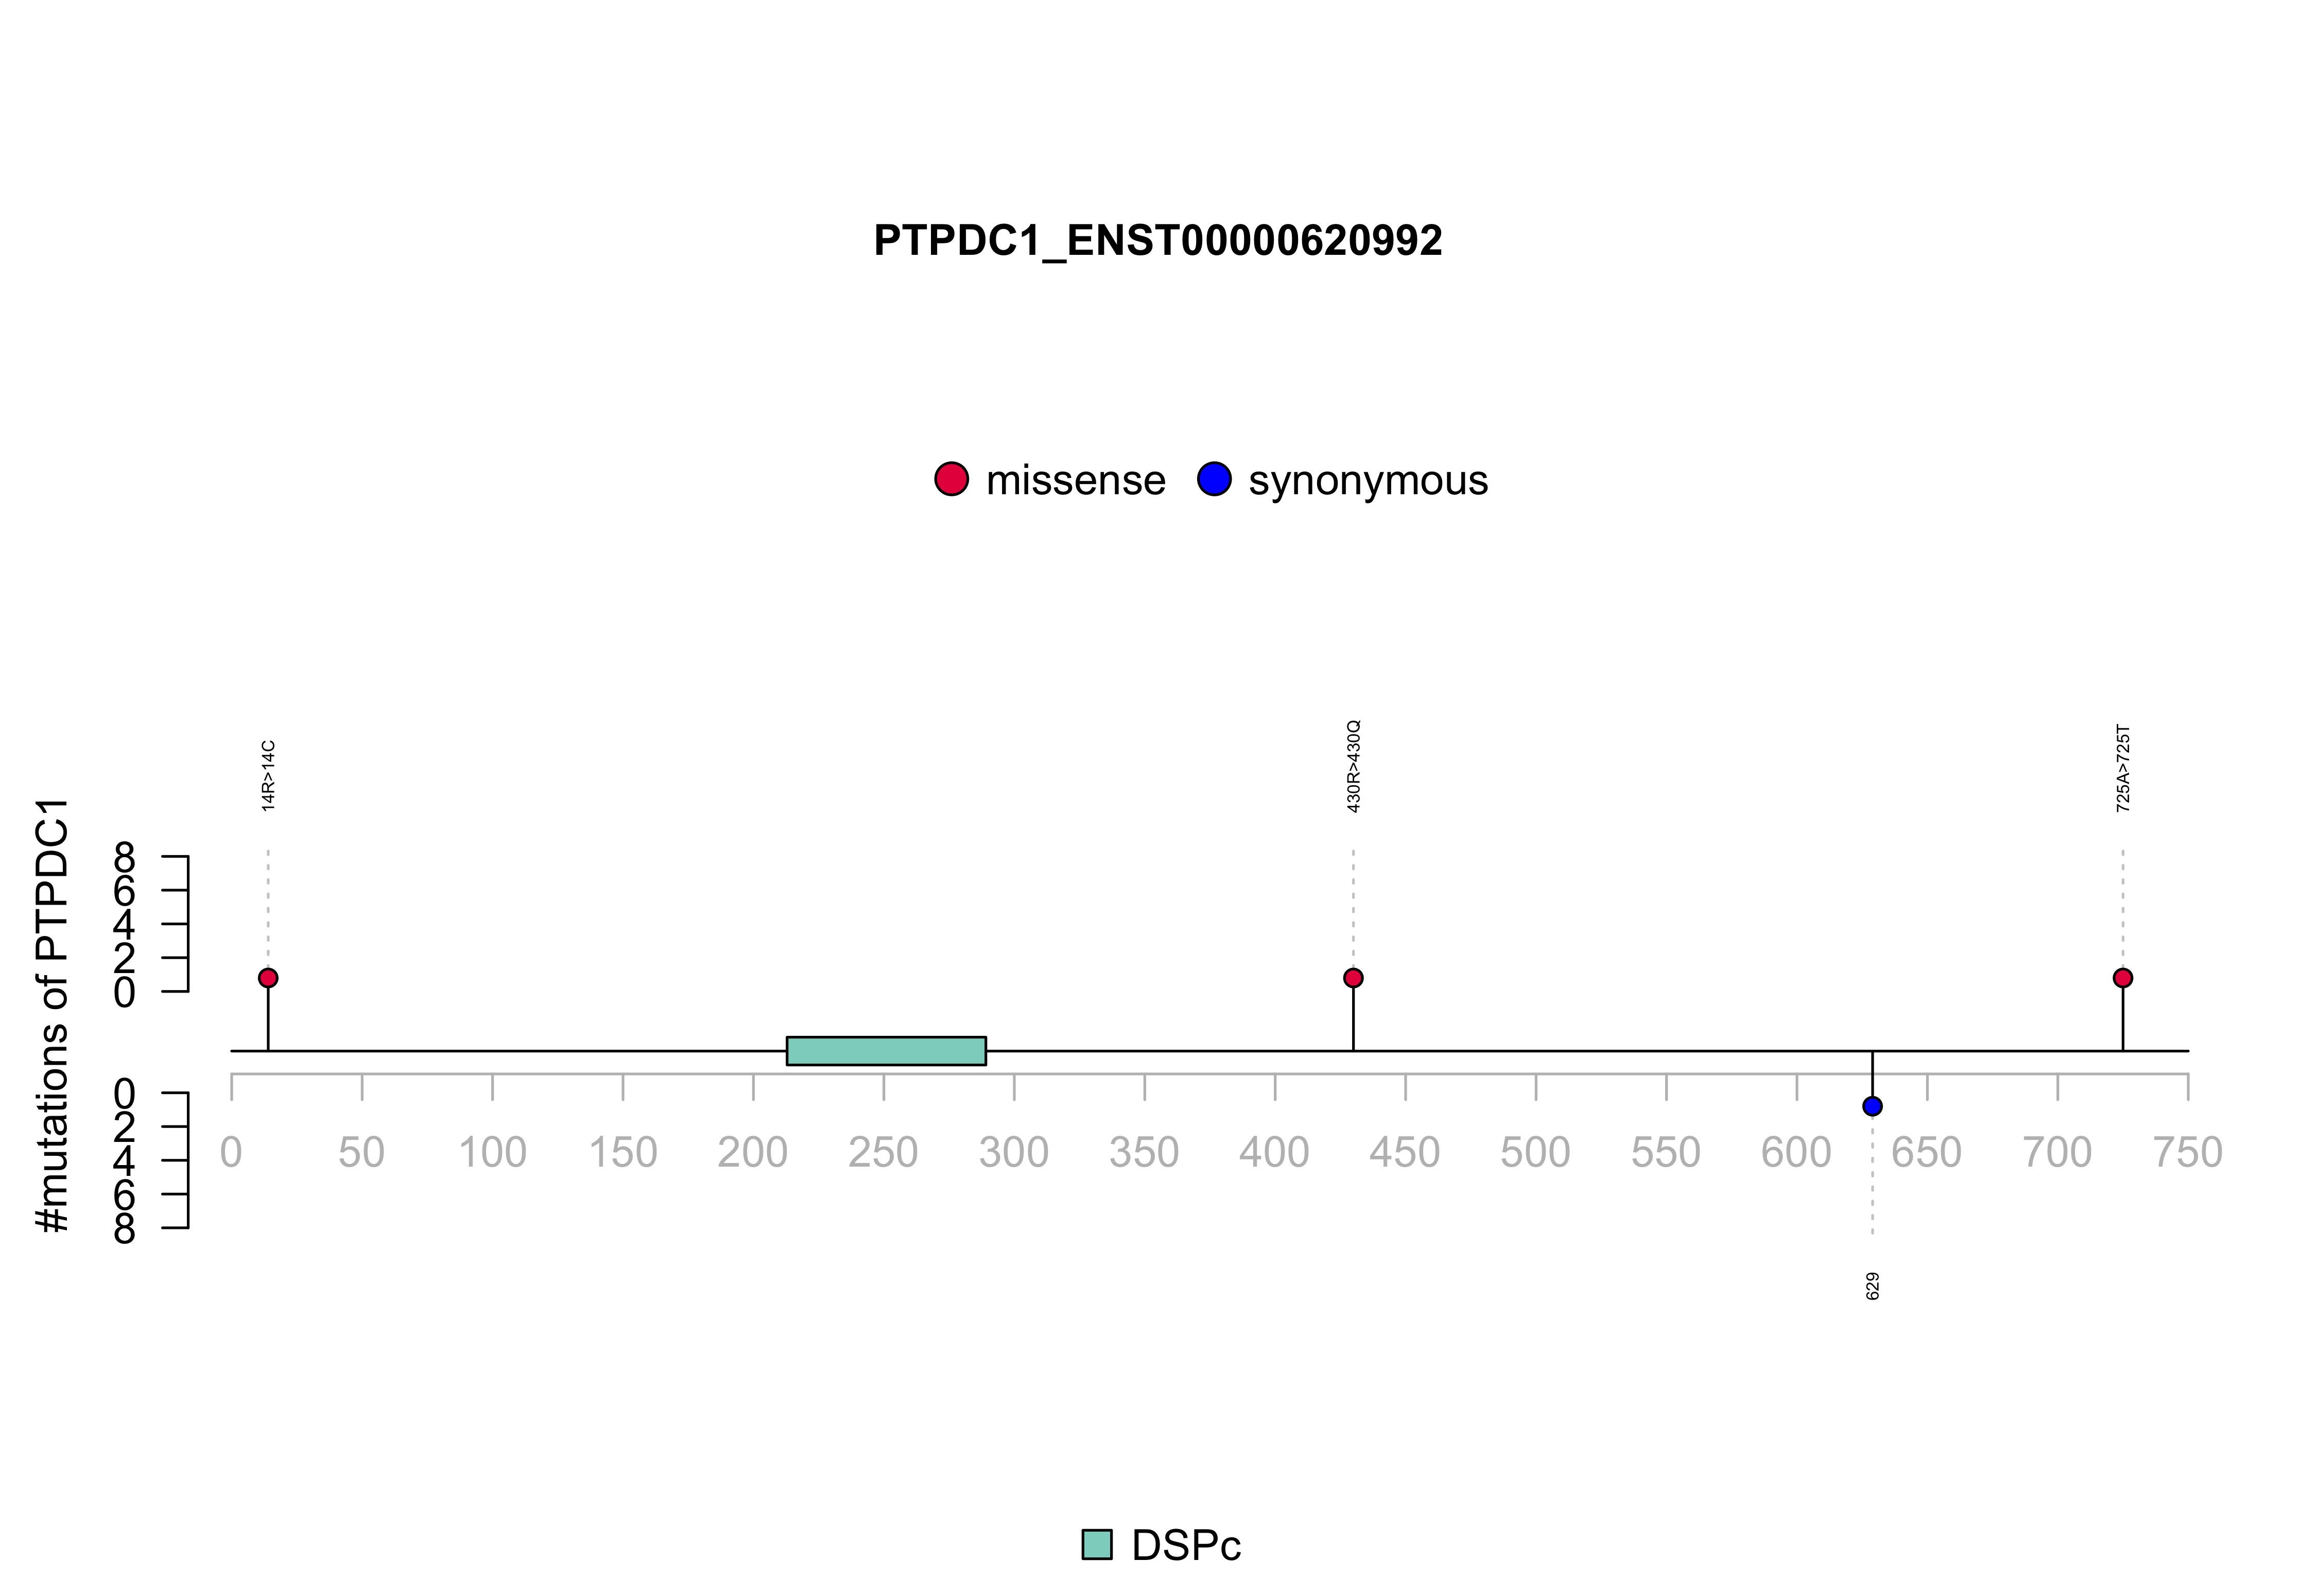 PTPDC1_ENST00000620992
missense synonymous
14R>14C
430R>430Q
725A>725T
#mutations of PTPDC1
8
6
4
2
0
0
2
4
6
8
0 50 100 150 200 250 300 350 400 450 500 550 600 650 700 750
629
DSPc